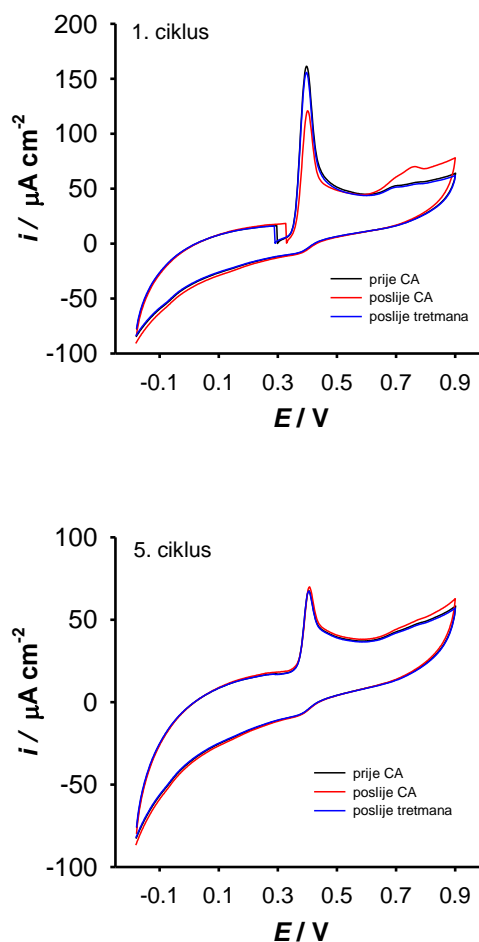 200
1. ciklus
150
100
50
0
-50
-100
i / µA cm-2
prije CA
poslije CA
poslije tretmana
-0.1 0.1 0.3 0.5 0.7 0.9
E / V
100
5. ciklus
50
0
-50
-100
i / µA cm-2
prije CA
poslije CA
poslije tretmana
-0.1 0.1 0.3 0.5 0.7 0.9
E / V